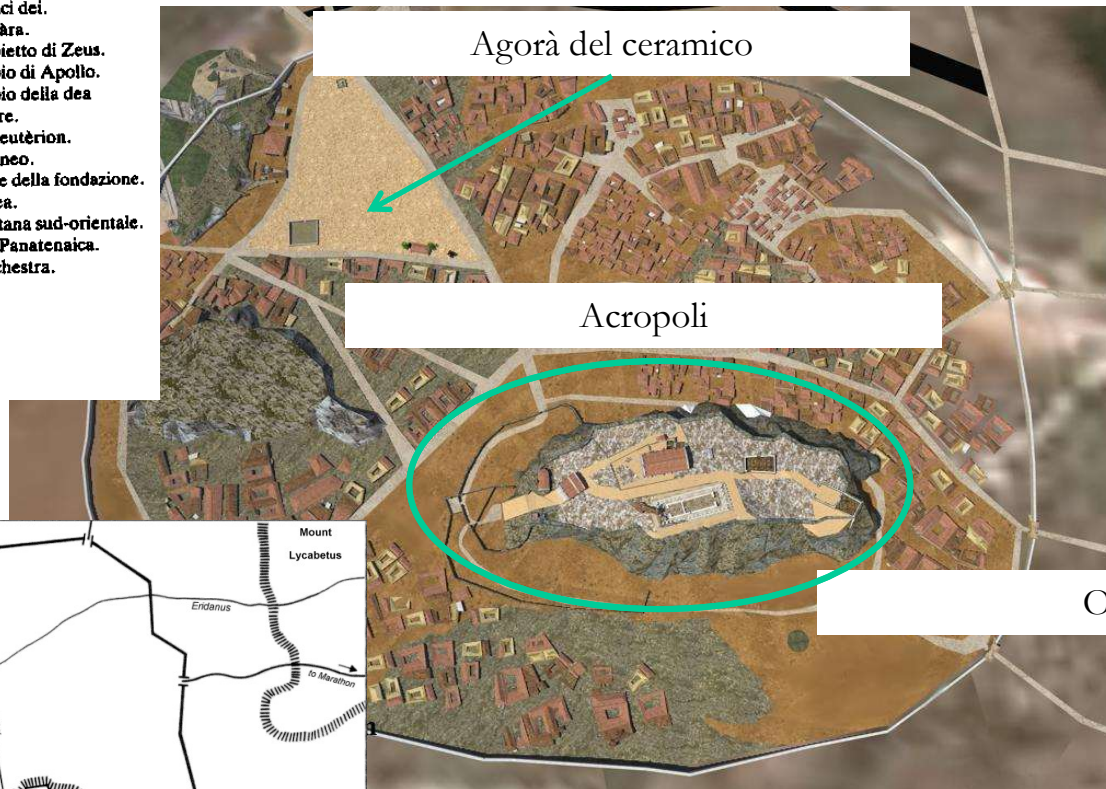 ci dei.
àra.
ietto di Zeus.
io di Apollo.
io della dea
re.
eutèrion.
neo.
e della fondazione.
ea.
tana sud-orientale.
Panatenaica.
chestra.
Agorà del ceramico
Acropoli
O
Mount
Lycabetus
Eridanus
to Marathon